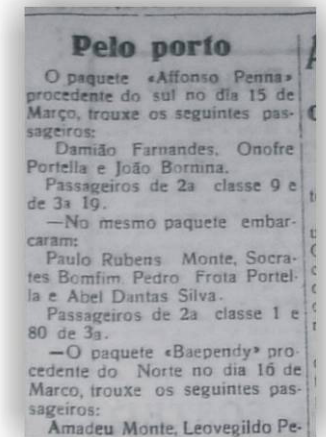 Pelo porto
O paquete «Affonso Penna»
procedente do sul no dia 15 de
Março, trouxe os seguintes pas-
sageiros:
Damião Farnandes, Onofre
Portella e João Bornina.
Passageiros de 2a classe 9 e
de 3a 19.
—No mesmo paquete embar-
caram:
Paulo Rubens Monte, Socra-
tes Bomfim Pedro Frota Portel-
la e Abel Dantas Silva.
Passageiros de 2a classe 1 e
80 de 3a.
—O paquete «Baependy» pro-
cedente do Norte no dia 16 de
Março, trouxe os seguintes pas-
sageiros:
Amadeu Monte, Leovegildo Pe-